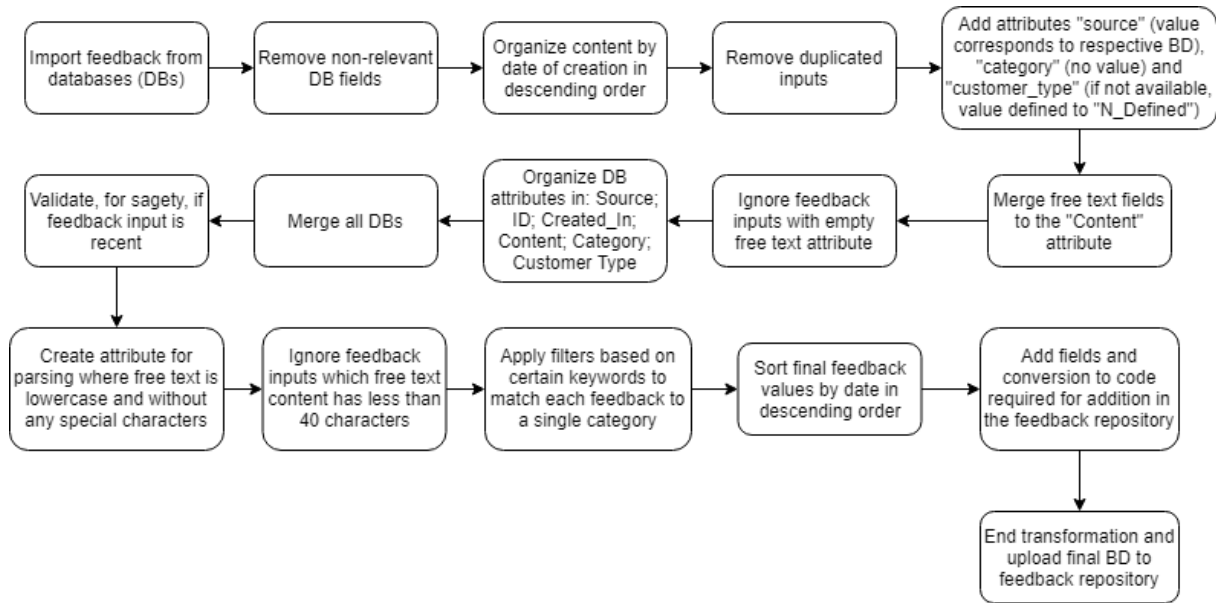 Import feedback from
databases (DBs)
Remove non-relevant
DB fields
Organize content by
date of creation in
descending order
Remove duplicated
inputs
Add attributes "source" (value
corresponds to respective BD),
"category" (no value) and
"customer_type" (if not available,
value defined to "N_Defined")
Merge free text fields
to the "Content"
attribute
Ignore feedback
inputs with empty
free text attribute
Organize DB
attributes in: Source;
ID; Created_In;
Content; Category;
Customer Type
Merge all DBs
Validate, for sagety, if
feedback input is
recent
Create attribute for
parsing where free text is
lowercase and without
any special characters
Ignore feedback
inputs which free text
content has less than
40 characters
Apply filters based on
certain keywords to
match each feedback to
a single category
Sort final feedback
values by date in
descending order
Add fields and
conversion to code
required for addition in
the feedback repository
End transformation and
upload final BD to
feedback repository